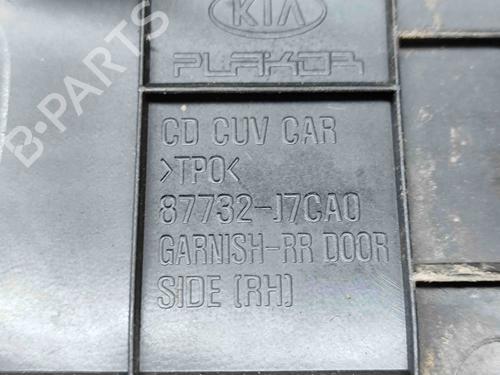 KIA
PLAKOR
CD CUV CAR
>TPO<
87732-J7CA0
GARNISH-RR DOOR
SIDE (RH)
B-PARTS